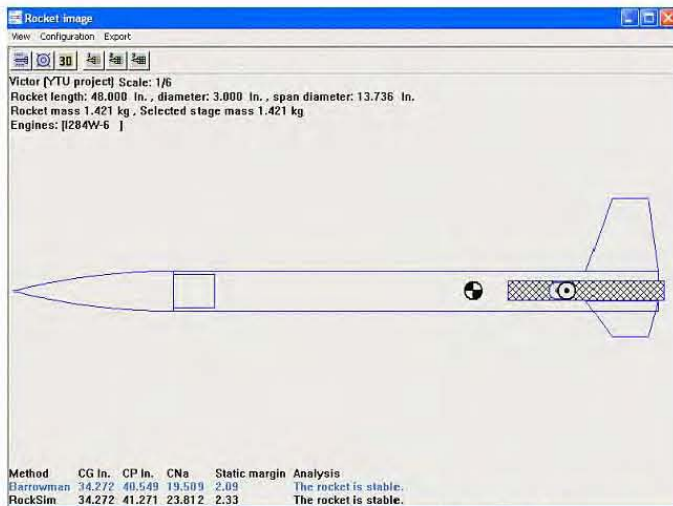 Rocket image
View Configuration Export
3D
Victor [YTU project] Scale: 1/6
Rocket length: 48.000 In. , diameter: 3.000 In. , span diameter: 13.736 In.
Rocket mass 1.421 kg , Selected stage mass 1.421 kg
Engines: [I284W-6 ]
Method CG In. CP In. CNa Static margin Analysis
Barrowman 34.272 40.549 19.509 2.09 The rocket is stable.
RockSim 34.272 41.271 23.812 2.33 The rocket is stable.